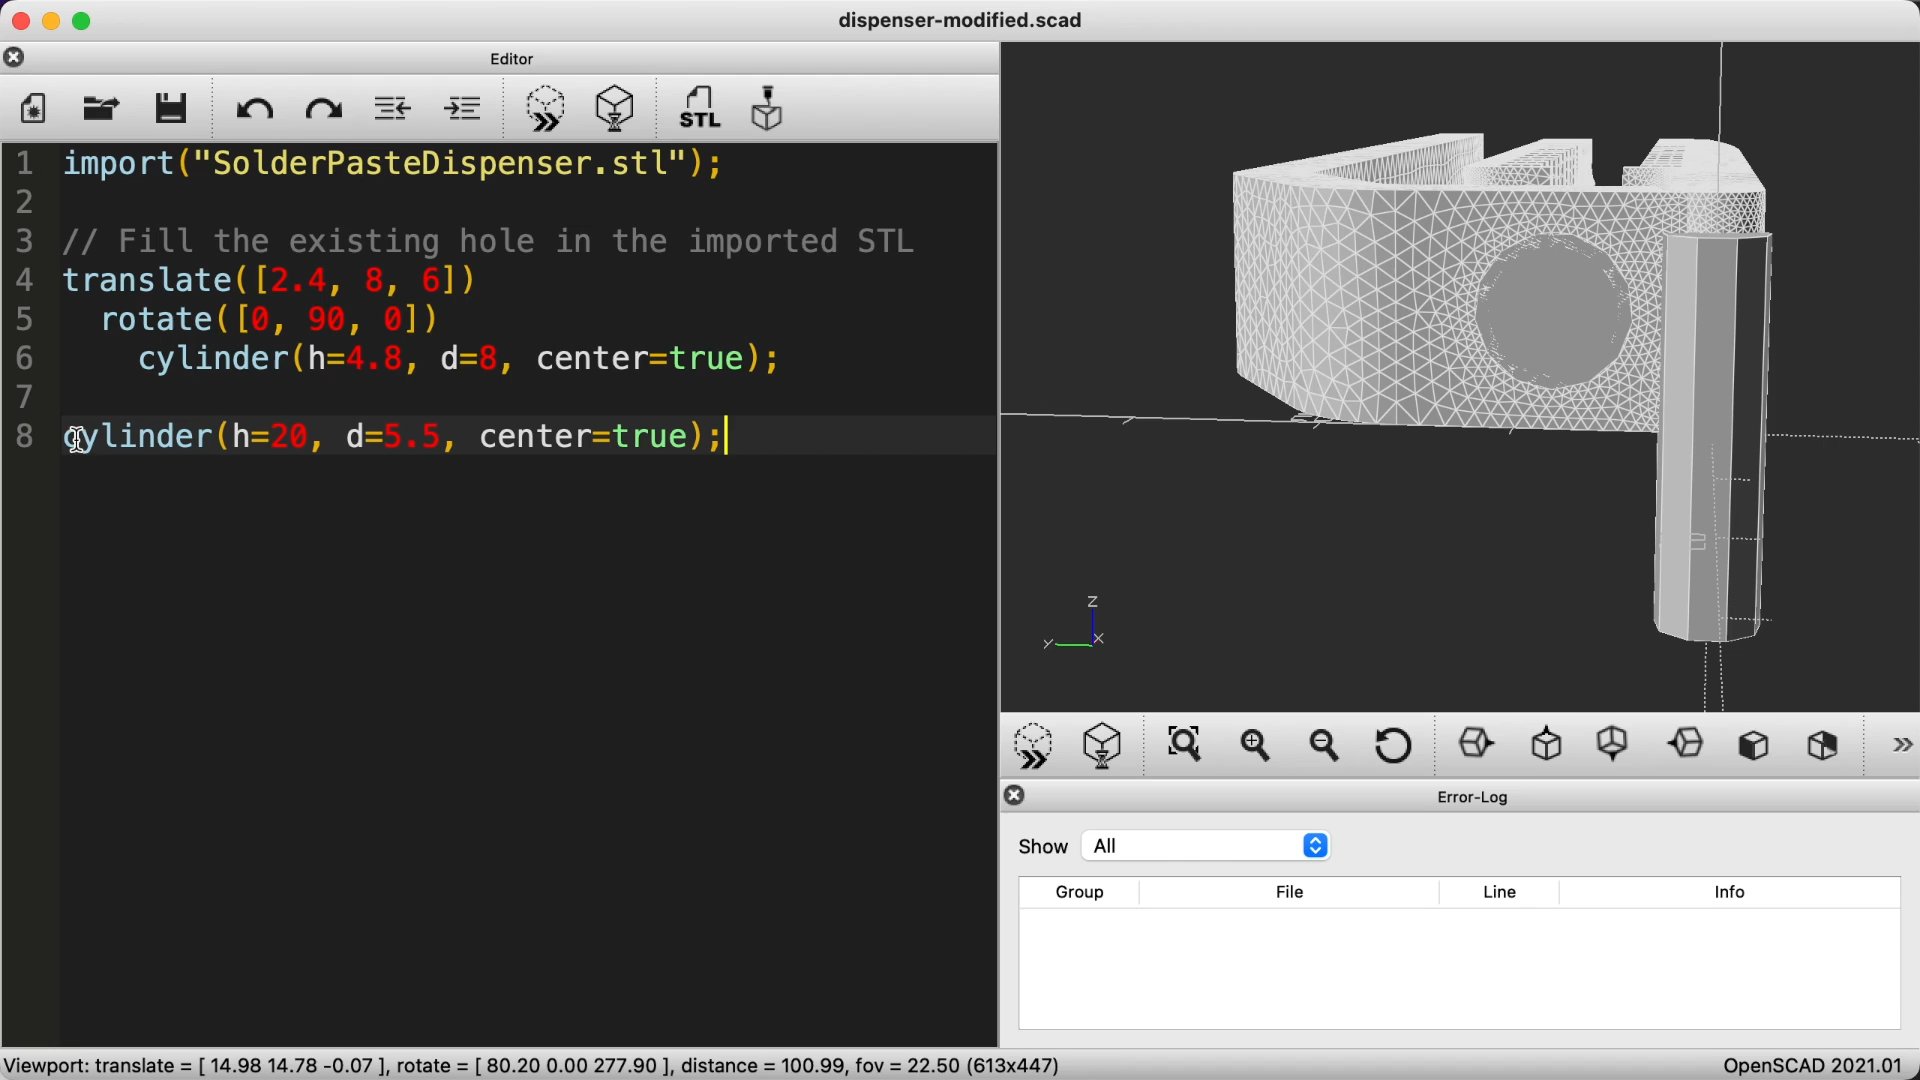 dispenser-modified.scad
Editor
STL
1 import("SolderPasteDispenser.stl");
2
3 // Fill the existing hole in the imported STL
4 translate([2.4, 8, 6])
5 rotate([0, 90, 0])
6 cylinder(h=4.8, d=8, center=true);
7
8 cylinder(h=20, d=5.5, center=true);
Z
Y
X
Error-Log
Show All
Group File Line Info
Viewport: translate = [ 14.98 14.78 -0.07 ], rotate = [ 80.20 0.00 277.90 ], distance = 100.99, fov = 22.50 (613x447)
OpenSCAD 2021.01